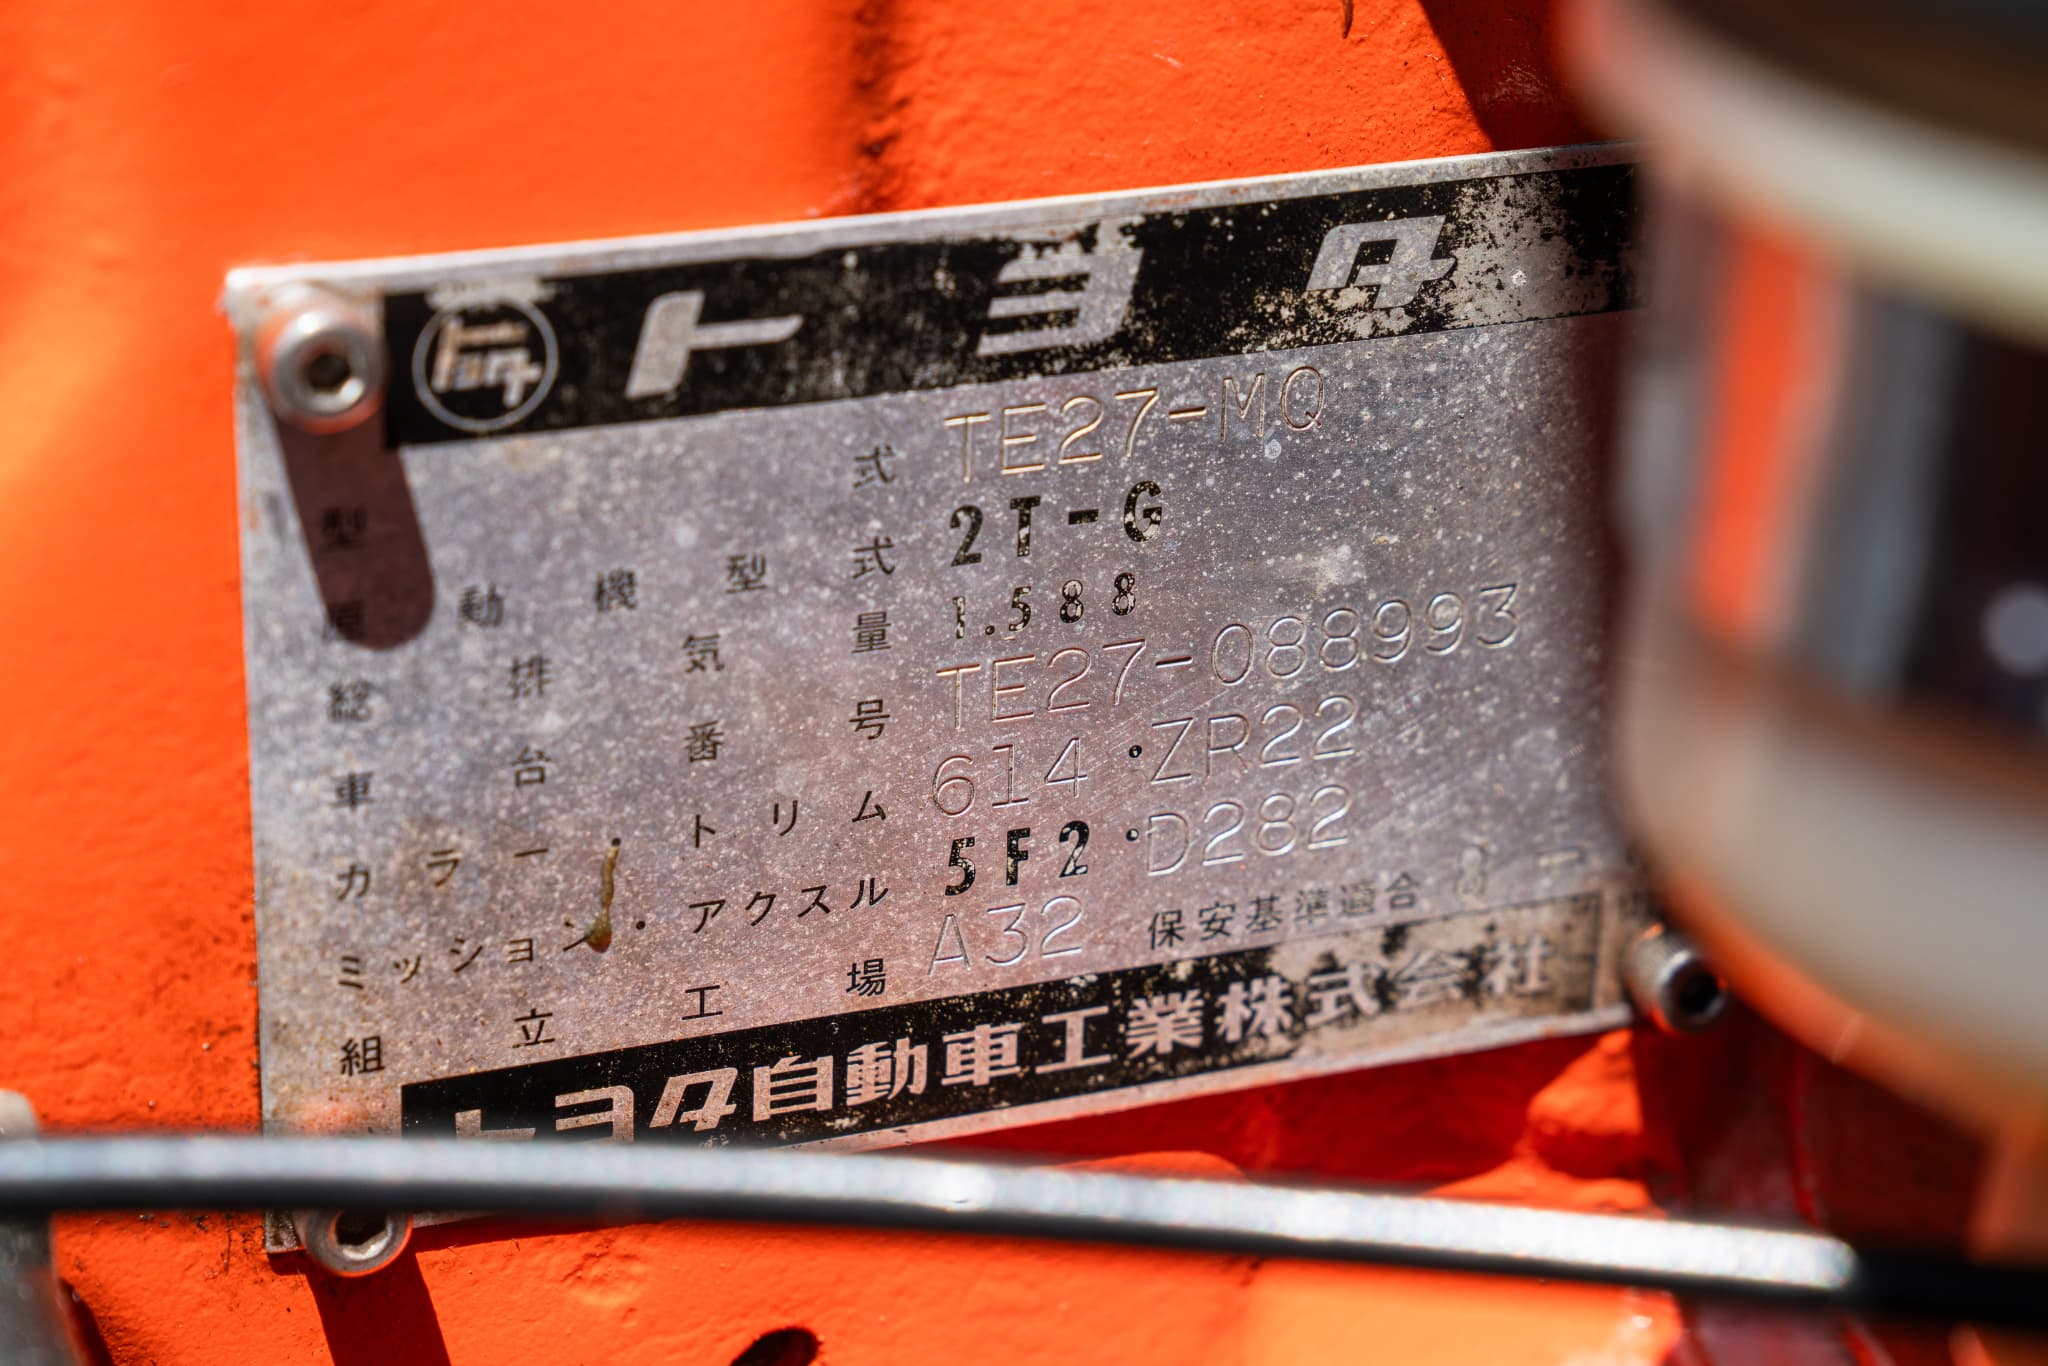 トヨタ トヨタ
型式 TE27-MQ
原動機型式 2T-G
総排気量 1.588
車台番号 TE27-088993
カラー・トリム 614・ZR22
ミッション・アクスル 5F2・D282
組立工場 A32 保安基準適合
トヨタ自動車工業株式会社